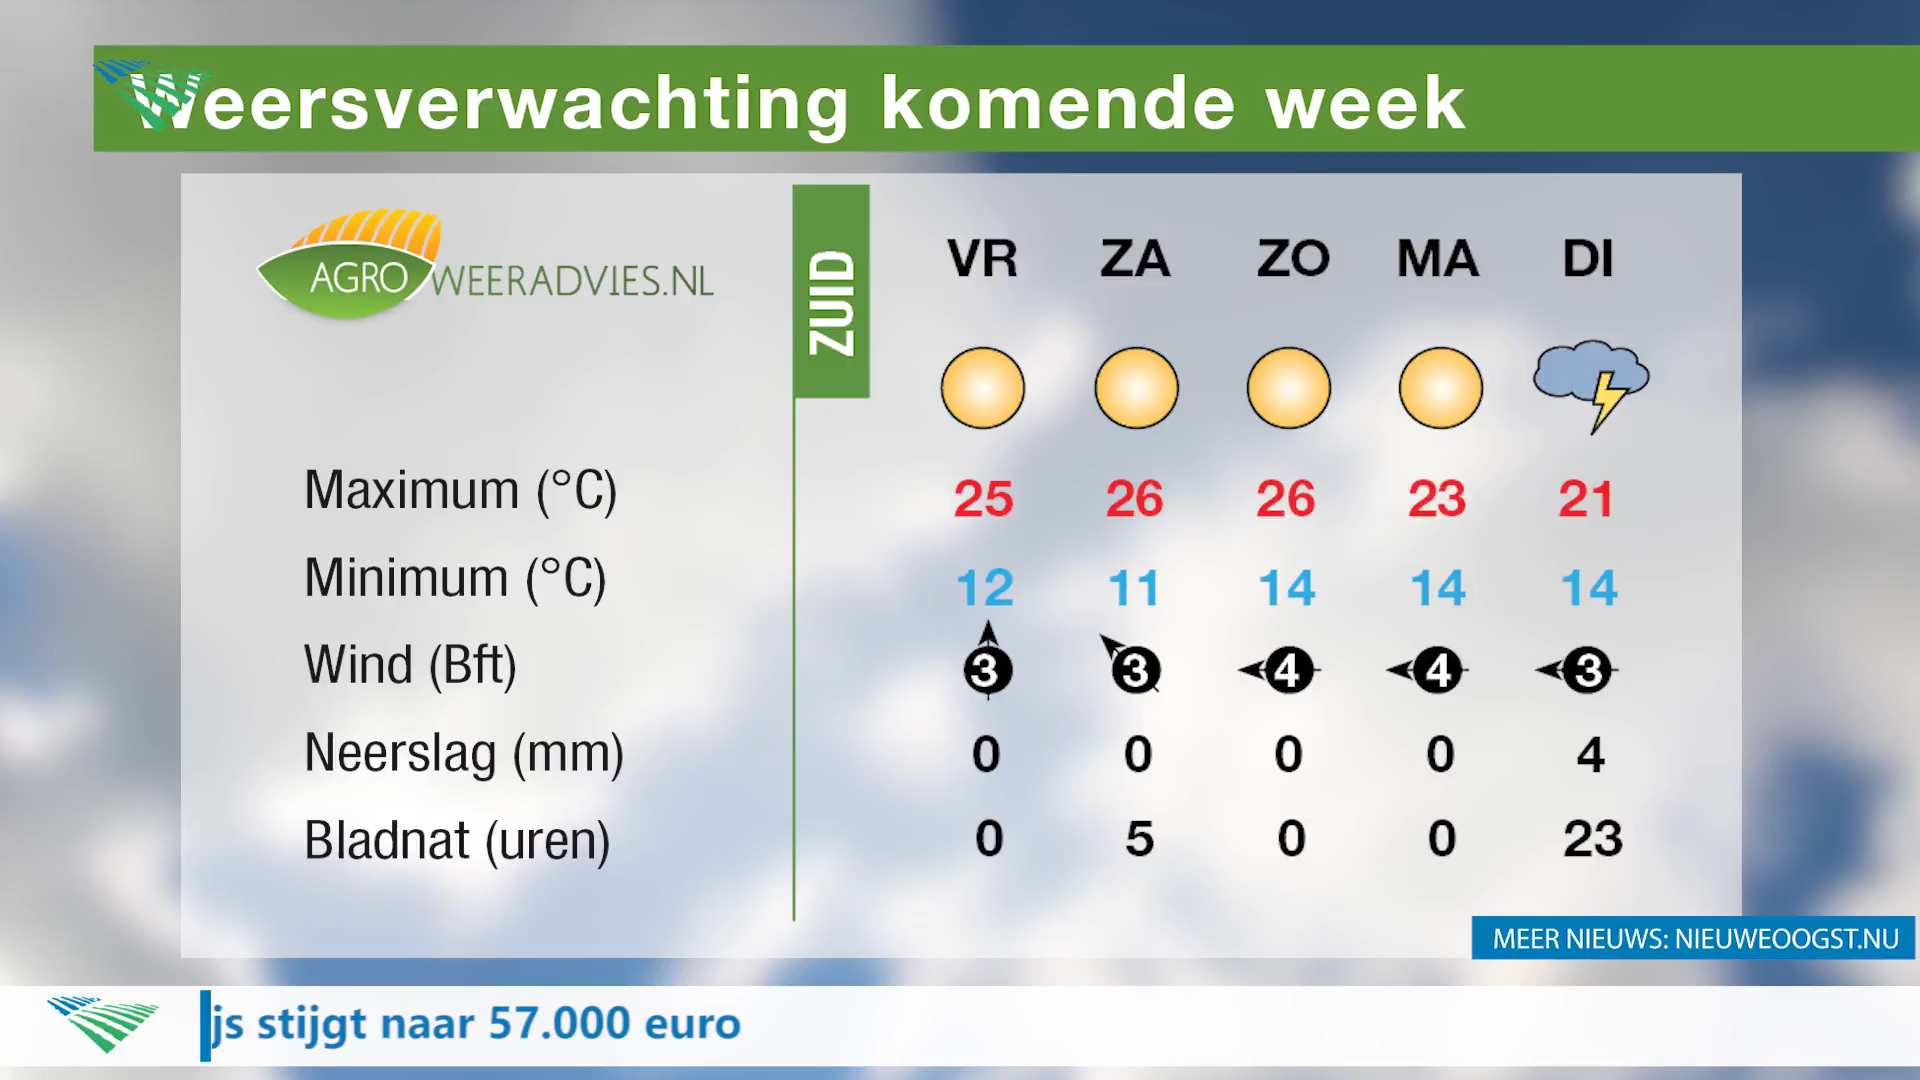 Weersverwachting komende week
AGRO WEERADVIES.NL
ZUID
VR ZA ZO MA DI
Maximum (°C) 25 26 26 23 21
Minimum (°C) 12 11 14 14 14
Wind (Bft) 3 3 4 4 3
Neerslag (mm) 0 0 0 0 4
Bladnat (uren) 0 5 0 0 23
MEER NIEUWS: NIEUWEOOGST.NU
js stijgt naar 57.000 euro